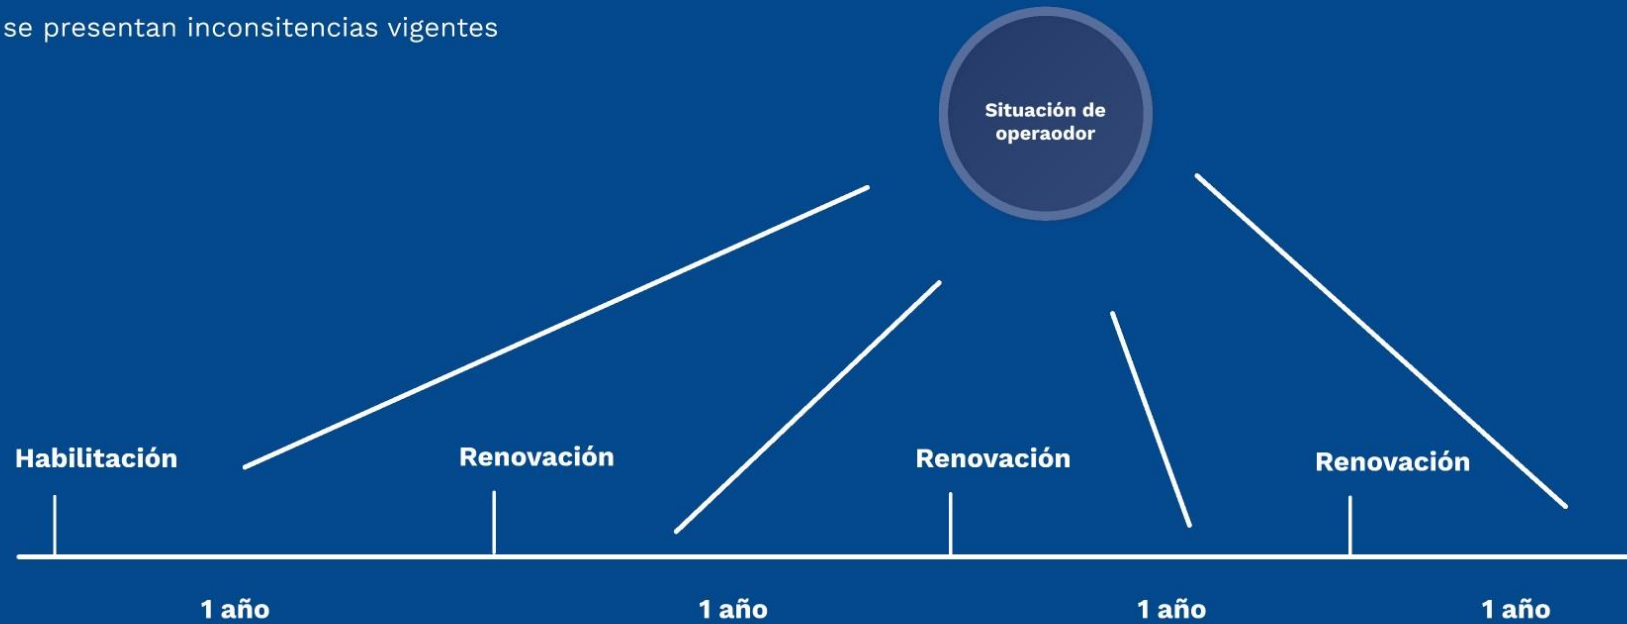 se presentan inconsitencias vigentes
Situación de
operaodor
Habilitación
Renovación
Renovación
Renovación
1 año
1 año
1 año
1 año